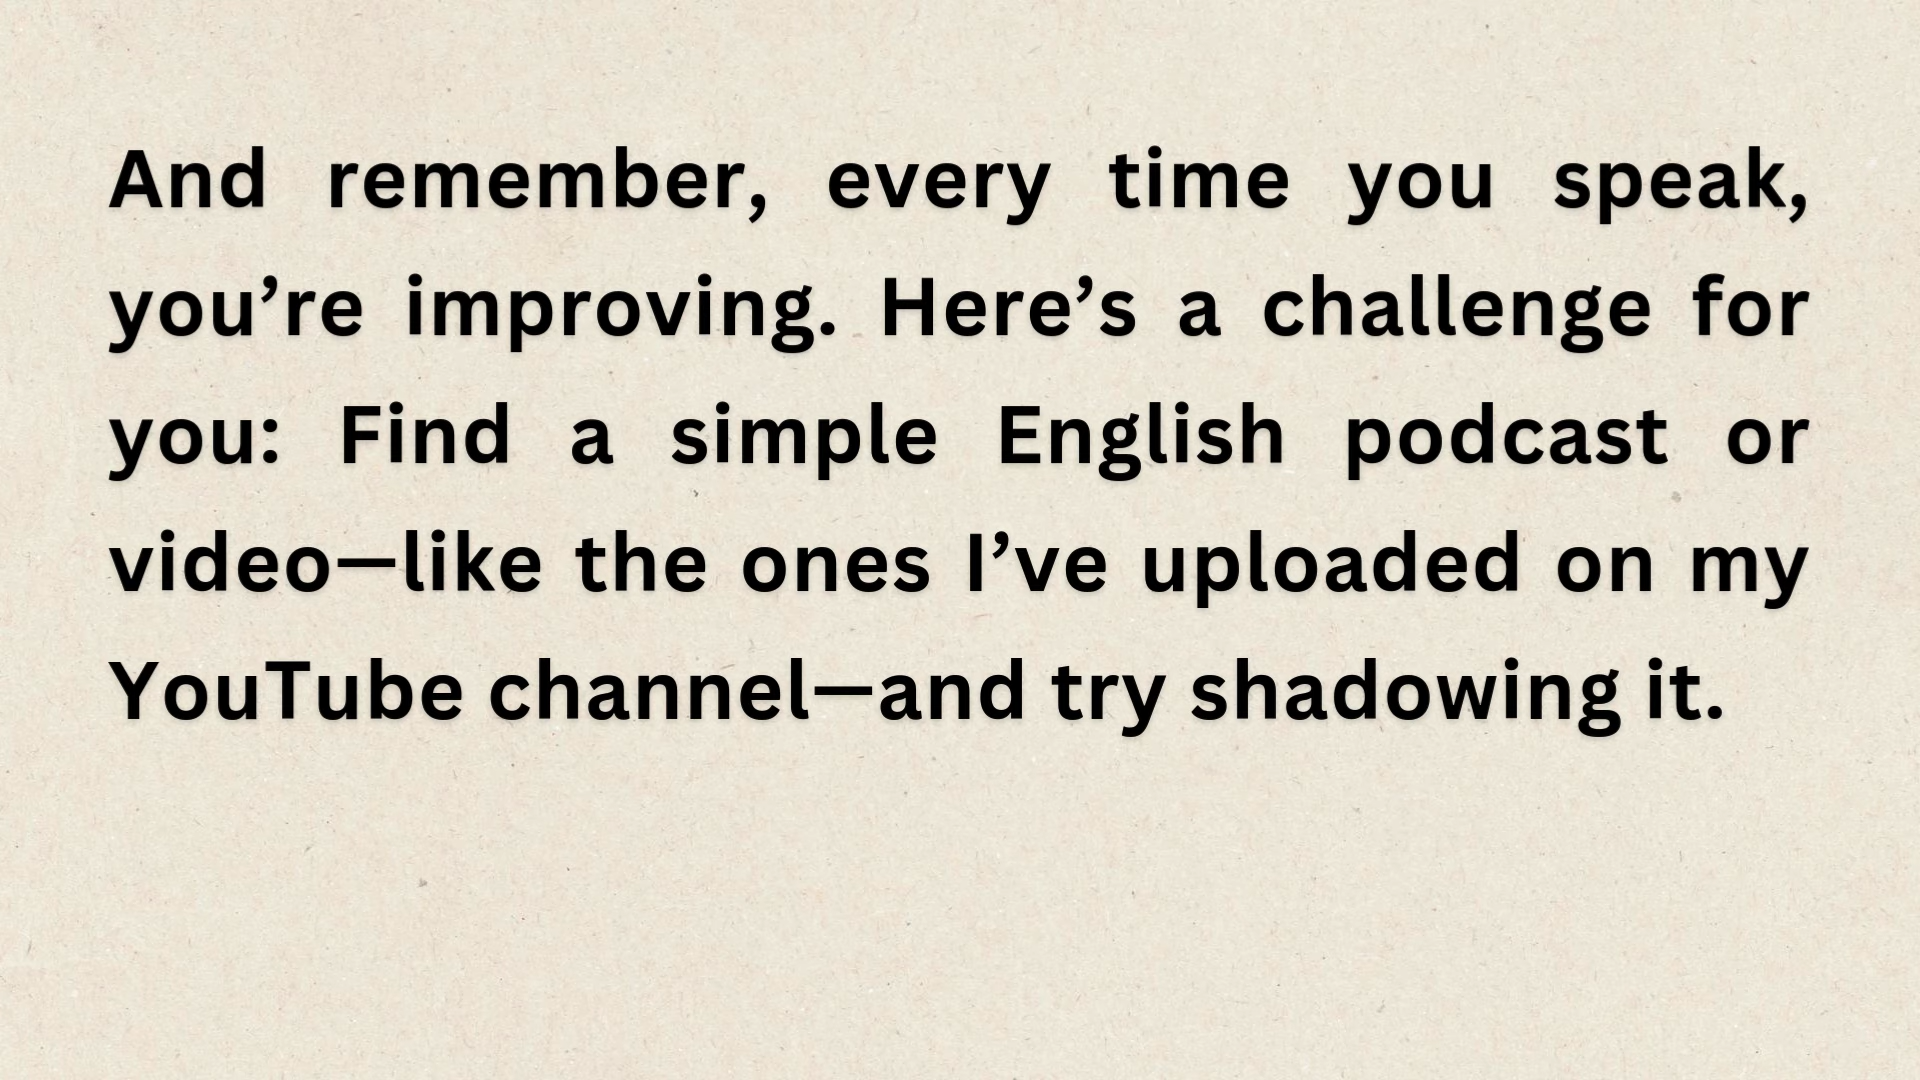 And remember, every time you speak,
you’re improving. Here’s a challenge for
you: Find a simple English podcast or
video—like the ones I’ve uploaded on my
YouTube channel—and try shadowing it.